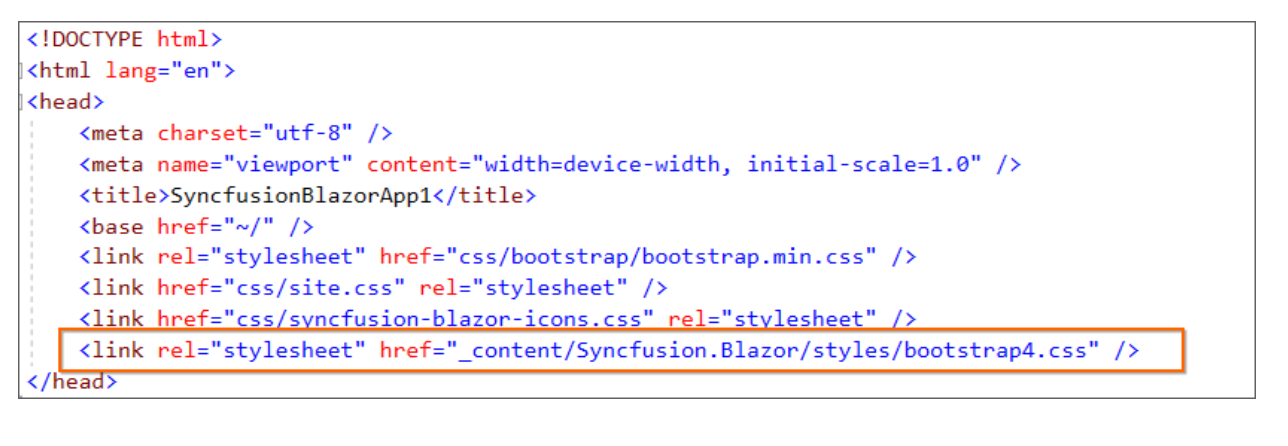 <!DOCTYPE html>
<html lang="en">
<head>
<meta charset="utf-8" />
<meta name="viewport" content="width=device-width, initial-scale=1.0" />
<title>SyncfusionBlazorApp1</title>
<base href="~/" />
<link rel="stylesheet" href="css/bootstrap/bootstrap.min.css" />
<link href="css/site.css" rel="stylesheet" />
<link href="css/syncfusion-blazor-icons.css" rel="stylesheet" />
<link rel="stylesheet" href="_content/Syncfusion.Blazor/styles/bootstrap4.css" />
</head>